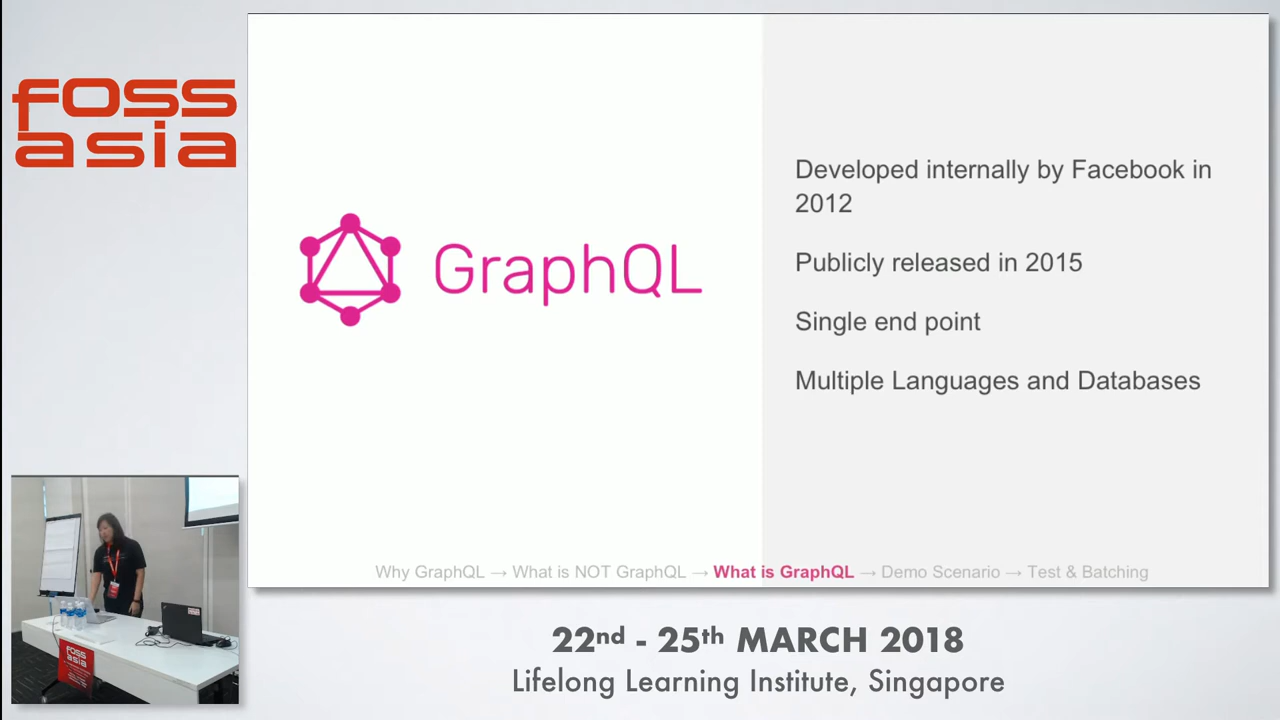 foss
asia
GraphQL
Developed internally by Facebook in
2012
Publicly released in 2015
Single end point
Multiple Languages and Databases
Why GraphQL → What is NOT GraphQL → What is GraphQL → Demo Scenario → Test & Batching
FOSS
asia
22nd - 25th MARCH 2018
Lifelong Learning Institute, Singapore